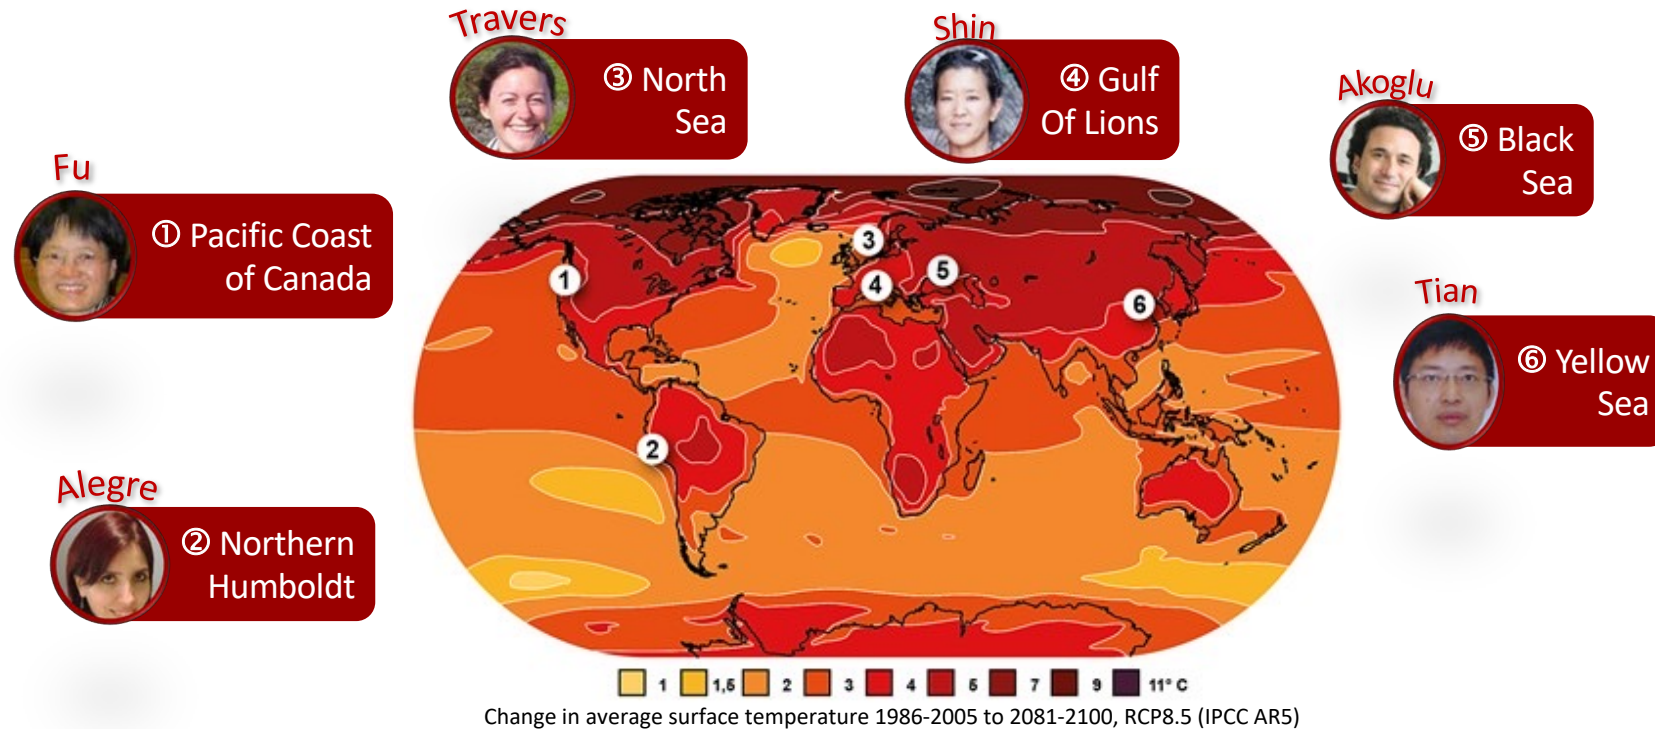 Travers
③ North
Sea
Shin
④ Gulf
Of Lions
Akoglu
⑤ Black
Sea
Fu
① Pacific Coast
of Canada
Tian
⑥ Yellow
Sea
Alegre
② Northern
Humboldt
1
2
3
4
5
6
1 1,5 2 3 4 5 7 9 11° C
Change in average surface temperature 1986-2005 to 2081-2100, RCP8.5 (IPCC AR5)